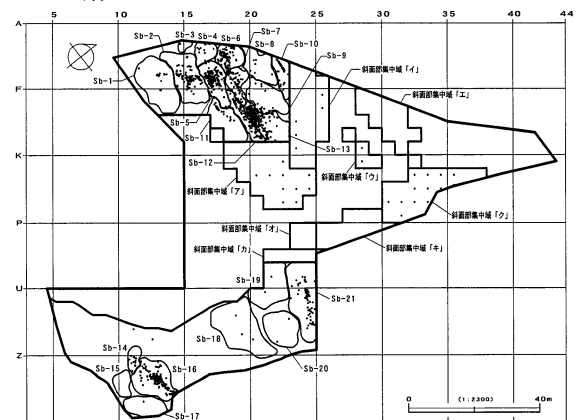 5 10 15 20 25 30 35 40 44
A
F
K
P
U
Z
Sb-2
Sb-3
Sb-4
Sb-6
Sb-7
Sb-8
Sb-10
Sb-9
斜面部集中域「イ」
斜面部集中域「エ」
Sb-1
Sb-5
Sb-11
Sb-12
Sb-13
斜面部集中域「ア」
斜面部集中域「ウ」
斜面部集中域「オ」
斜面部集中域「ク」
斜面部集中域「カ」
斜面部集中域「キ」
Sb-19
Sb-21
Sb-18
Sb-20
Sb-14
Sb-15
Sb-16
Sb-17
0 (1:2300) 40m